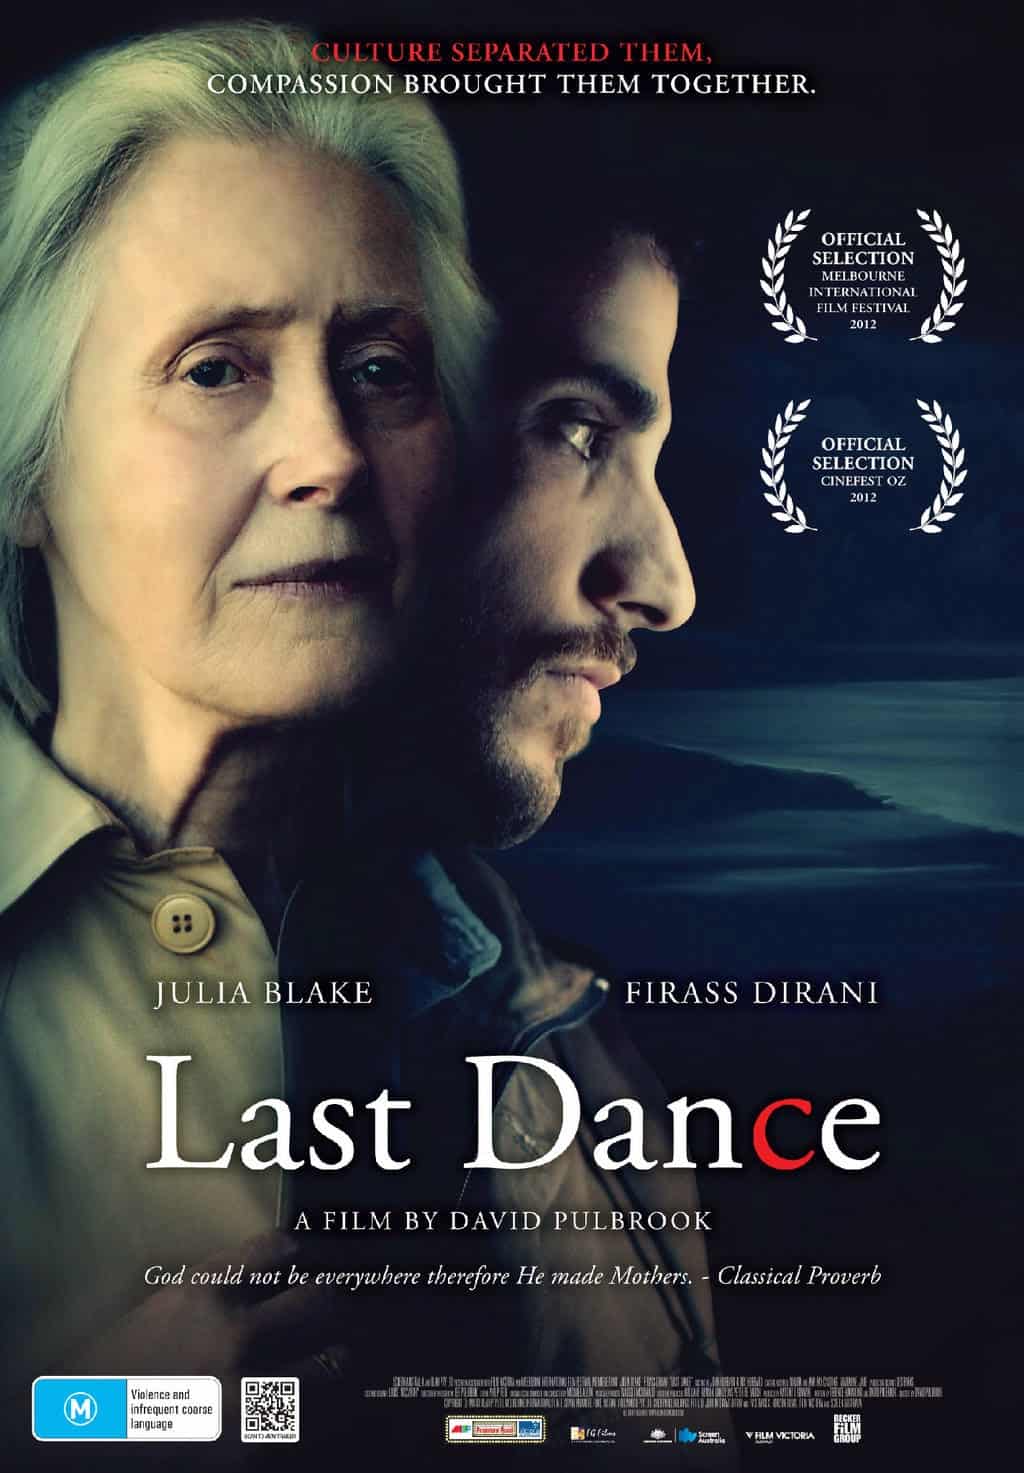 CULTURE SEPARATED THEM,
COMPASSION BROUGHT THEM TOGETHER.
OFFICIAL
SELECTION
MELBOURNE
INTERNATIONAL
FILM FESTIVAL
2012
OFFICIAL
SELECTION
CINEFEST OZ
2012
JULIA BLAKE
FIRASS DIRANI
LAST DANCE
A FILM BY DAVID PULBROOK
God could not be everywhere therefore He made Mothers. - Classical Proverb
M
Violence and
infrequent coarse
language
Screen
Australia
FILM VICTORIA
BECKER
FILM
GROUP